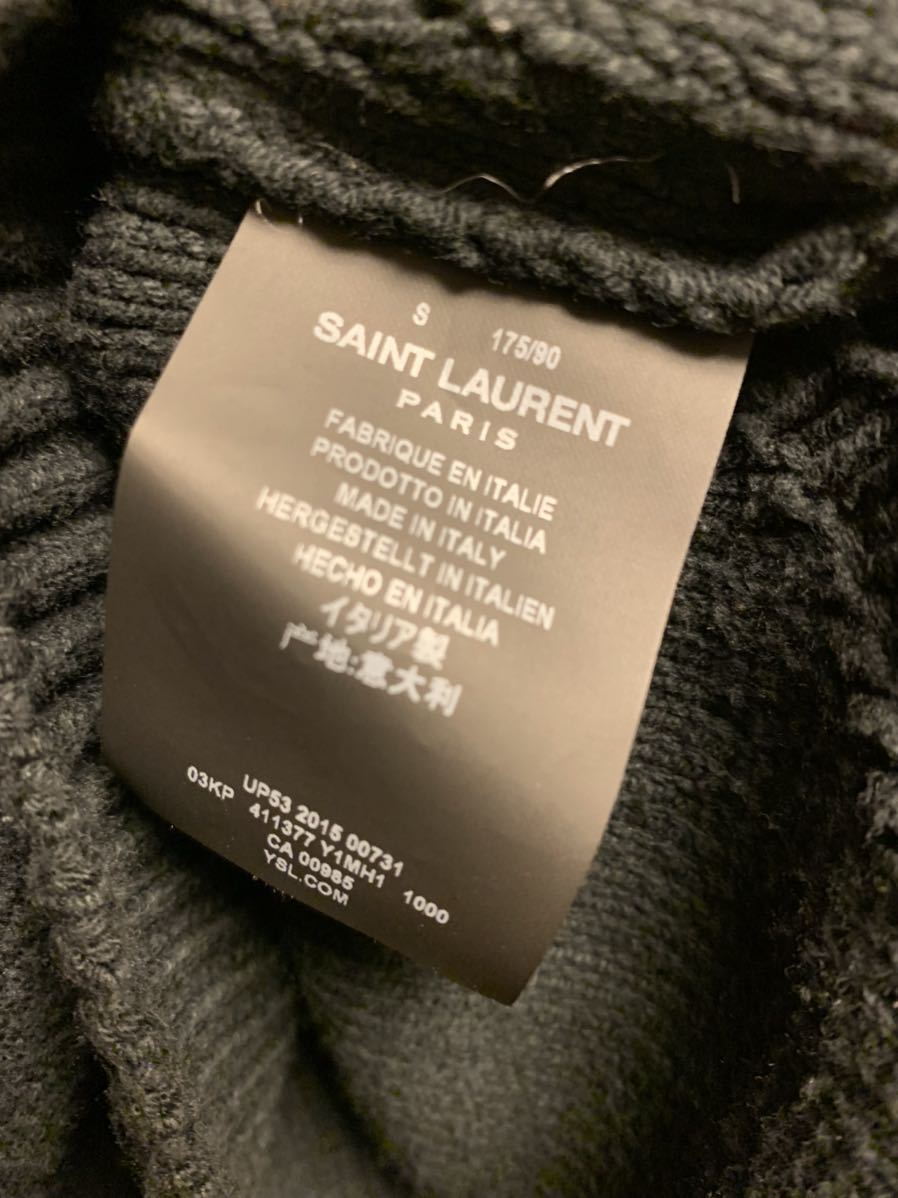 S 175/90
SAINT LAURENT
PARIS
FABRIQUE EN ITALIE
PRODOTTO IN ITALIA
MADE IN ITALY
HERGESTELLT IN ITALIEN
HECHO EN ITALIA
イタリア製
产地:意大利
UP53 2015 00731
03KP 411377 Y1MH1 1000
CA 00985
YSL.COM